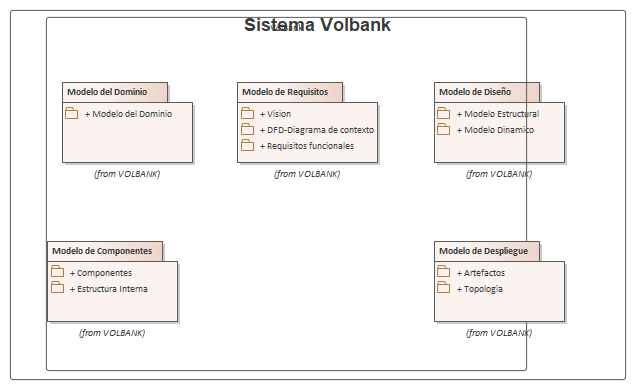 Sistema Volbank
Modelo del Dominio
+ Modelo del Dominio
(from VOLBANK)
Modelo de Requisitos
+ Vision
+ DFD-Diagrama de contexto
+ Requisitos funcionales
(from VOLBANK)
Modelo de Diseño
+ Modelo Estructural
+ Modelo Dinamico
(from VOLBANK)
Modelo de Componentes
+ Componentes
+ Estructura Interna
(from VOLBANK)
Modelo de Despliegue
+ Artefactos
+ Topologia
(from VOLBANK)